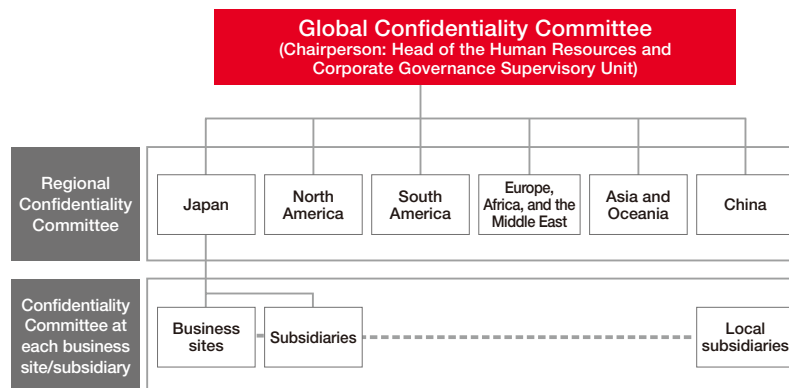 Global Confidentiality Committee
(Chairperson: Head of the Human Resources and
Corporate Governance Supervisory Unit)
Regional
Confidentiality
Committee
Japan
North
America
South
America
Europe,
Africa, and the
Middle East
Asia and
Oceania
China
Confidentiality
Committee at
each business
site/subsidiary
Business
sites
Subsidiaries
Local
subsidiaries